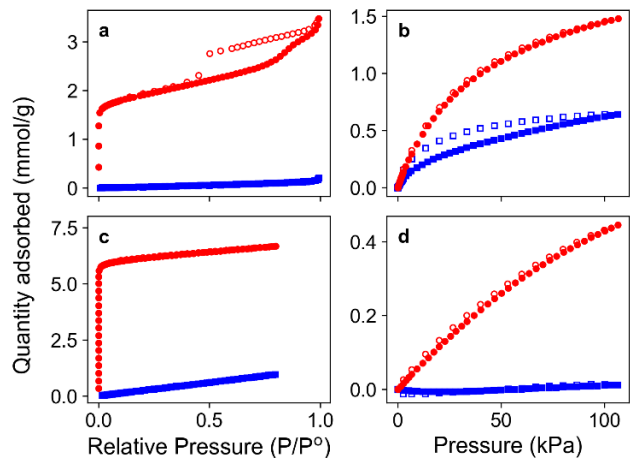 a
3
2
1
0
b
1.5
1.0
0.5
0.0
Quantity adsorbed (mmol/g)
c
7.5
5.0
2.5
0.0
d
0.4
0.2
0.0
0.0 0.5 1.0
0 50 100
Relative Pressure (P/Pº)
Pressure (kPa)